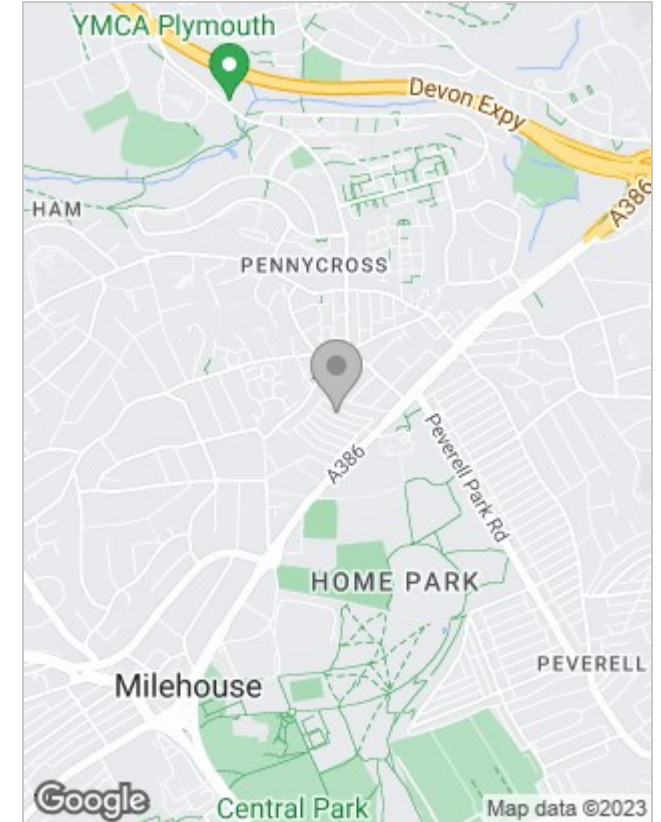 YMCA Plymouth
Devon Expy
A386
HAM
PENNYCROSS
A386
Peverell Park Rd
HOME PARK
PEVERELL
Milehouse
Google
Central Park
Map data ©2023